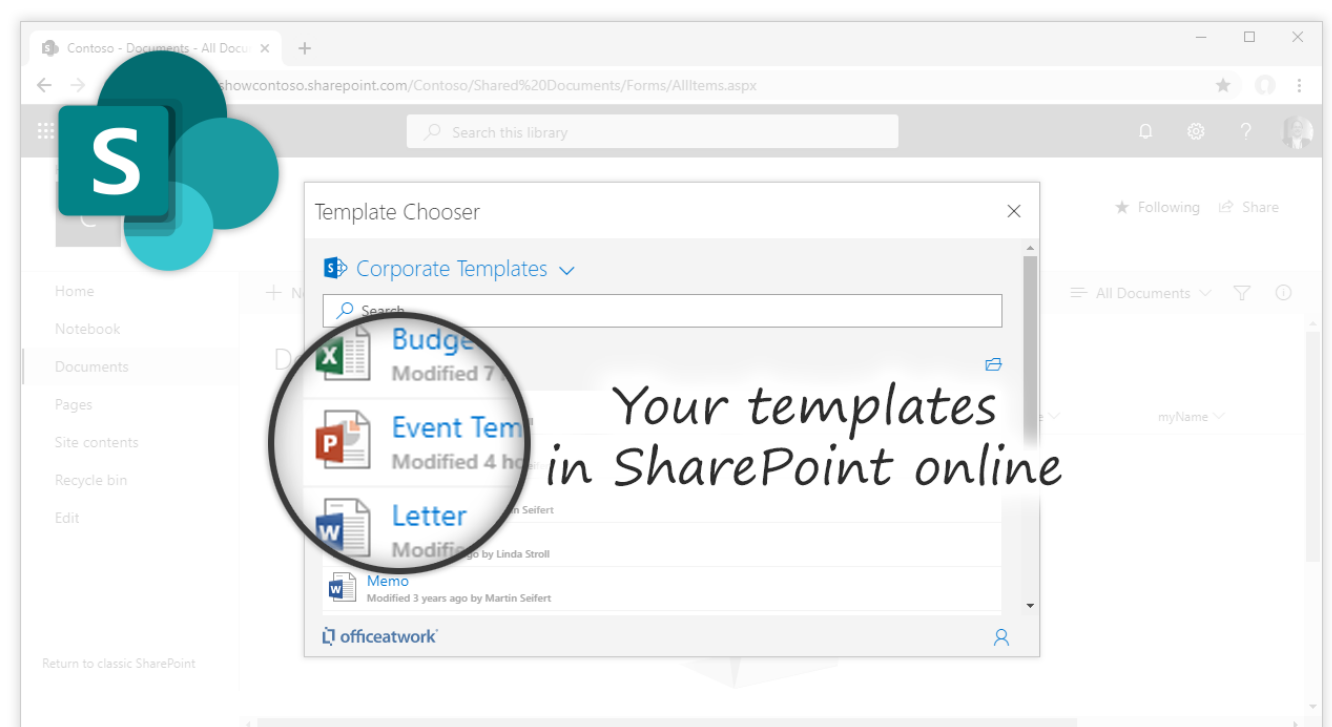 Contoso - Documents - All Docu
showcontoso.sharepoint.com/Contoso/Shared%20Documents/Forms/AllItems.aspx
S
Search this library
?
C
Following Share
Template Chooser
Corporate Templates
Search
Home
Notebook
Documents
Pages
Site contents
Recycle bin
Edit
Return to classic SharePoint
All Documents
myName
Budge
Modified 7
Event Tem
Modified 4 ho
Letter
Modifie
Your templates
in SharePoint online
n Seifert
go by Linda Stroll
Memo
Modified 3 years ago by Martin Seifert
officeatwork